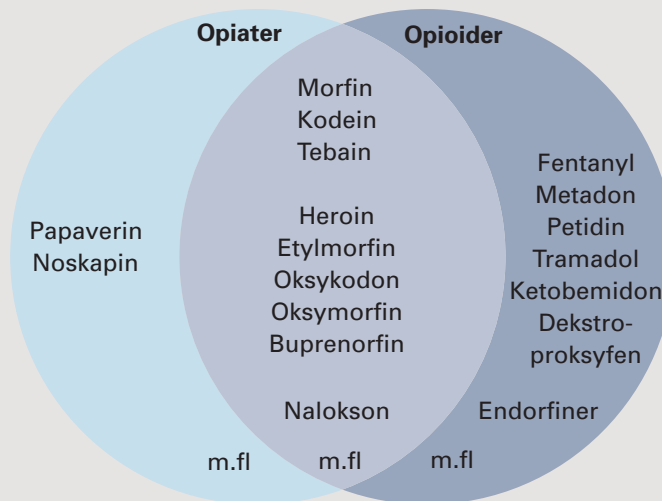 Opiater
Opioider
Papaverin
Noskapin
Morfin
Kodein
Tebain
Heroin
Etylmorfin
Oksykodon
Oksymorfin
Buprenorfin
Nalokson
Fentanyl
Metadon
Petidin
Tramadol
Ketobemidon
Dekstro-
proksyfen
Endorfiner
m.fl
m.fl
m.fl